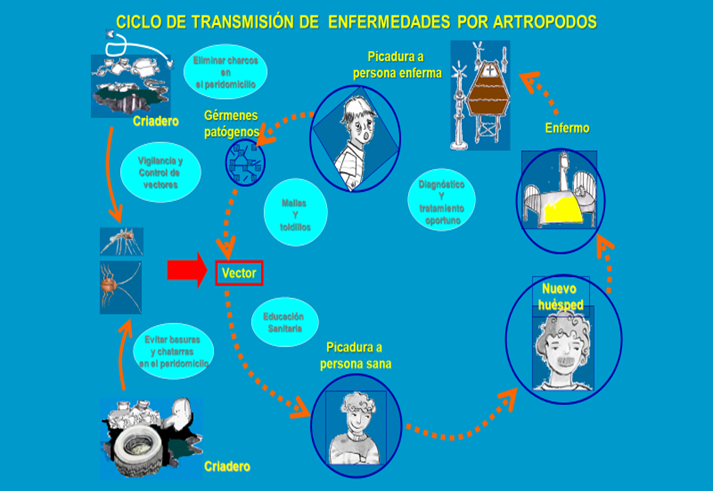 CICLO DE TRANSMISIÓN DE ENFERMEDADES POR ARTROPODOS
Eliminar charcos
en
el peridomicilio
Criadero
Picadura a
persona enferma
Gérmenes
patógenos
Enfermo
Vigilancia y
Control de
vectores
Mallas
Y
toldillos
Diagnóstico
Y
tratamiento
oportuno
Vector
Nuevo
huésped
Educación
Sanitaria
Evitar basuras
y chatarras
en el peridomicilo
Picadura a
persona sana
Criadero